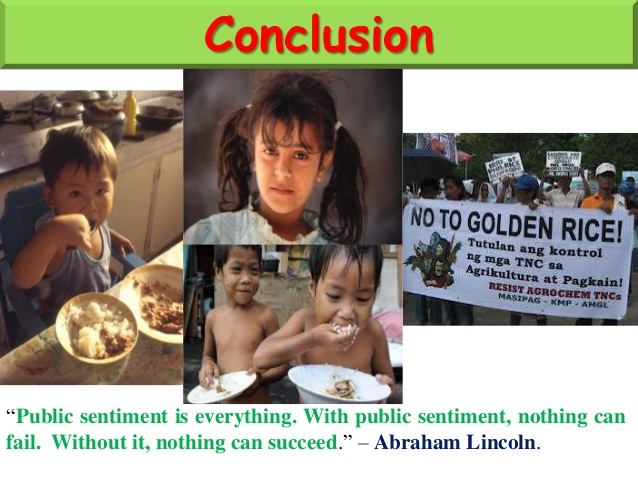 Conclusion
NO TO GOLDEN RICE!
Tutulan ang kontrol
ng mga TNC sa
Agrikultura at Pagkain!
RESIST AGROCHEM TNCs
MASIPAG - KMP - AMGL
“Public sentiment is everything. With public sentiment, nothing can
fail. Without it, nothing can succeed.” – Abraham Lincoln.